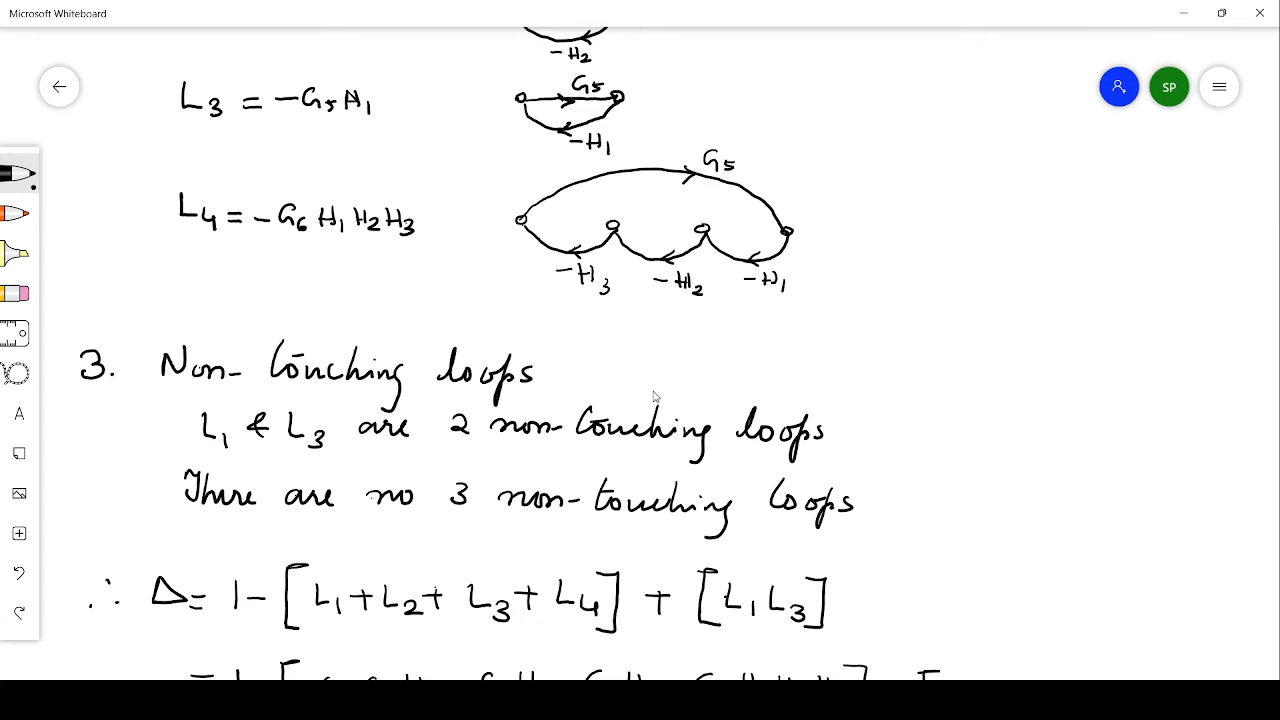 Microsoft Whiteboard
-H2
L3 = -G5H1
G5
-H1
SP
L4 = -G6 H1 H2 H3
G5
-H3
-H2
-H1
3. Non-touching loops
L1 & L3 are 2 non-touching loops
There are no 3 non-touching loops
∴ Δ= 1-[L1+L2+ L3+ L4] + [L1L3]